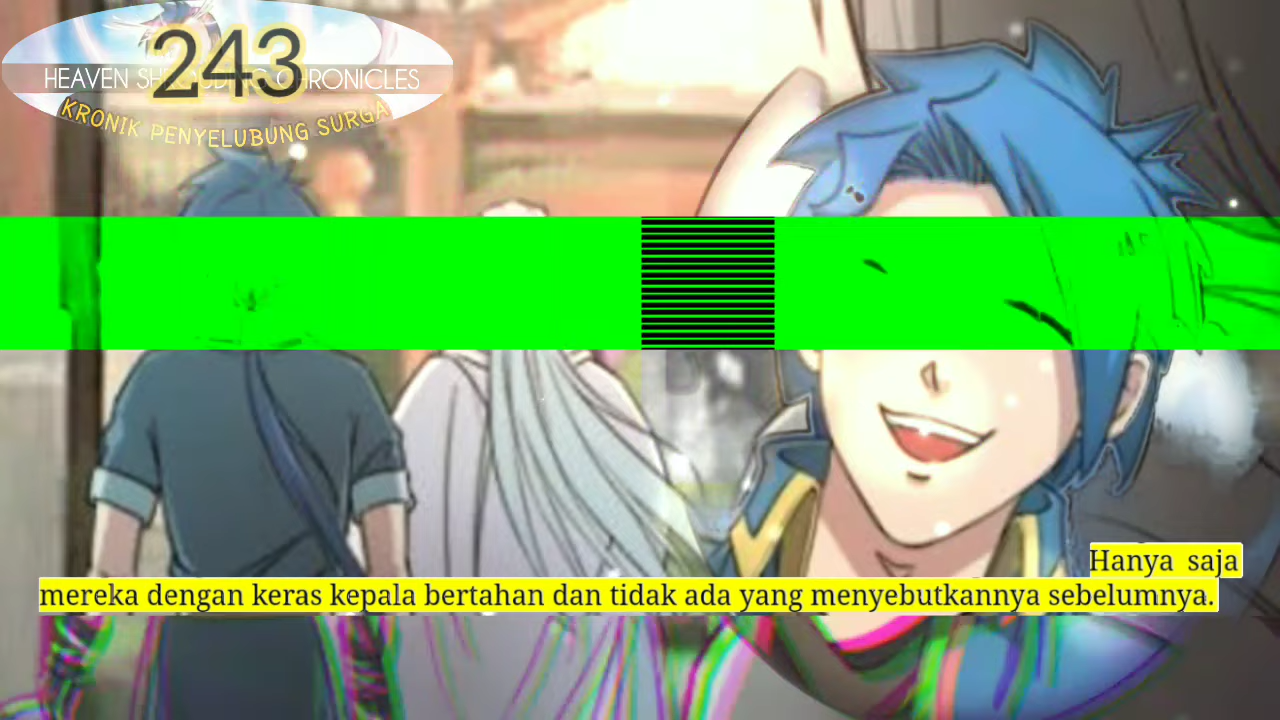 243
HEAVEN SHROUDING CHRONICLES
KRONIK PENYELUBUNG SURGA
Hanya saja
mereka dengan keras kepala bertahan dan tidak ada yang menyebutkannya sebelumnya.